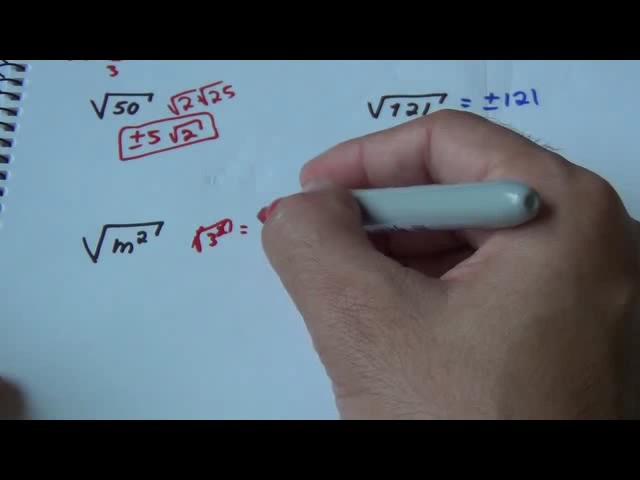 3
√50 √2√25
±5√2
√121 = ±121
√m² √3² =